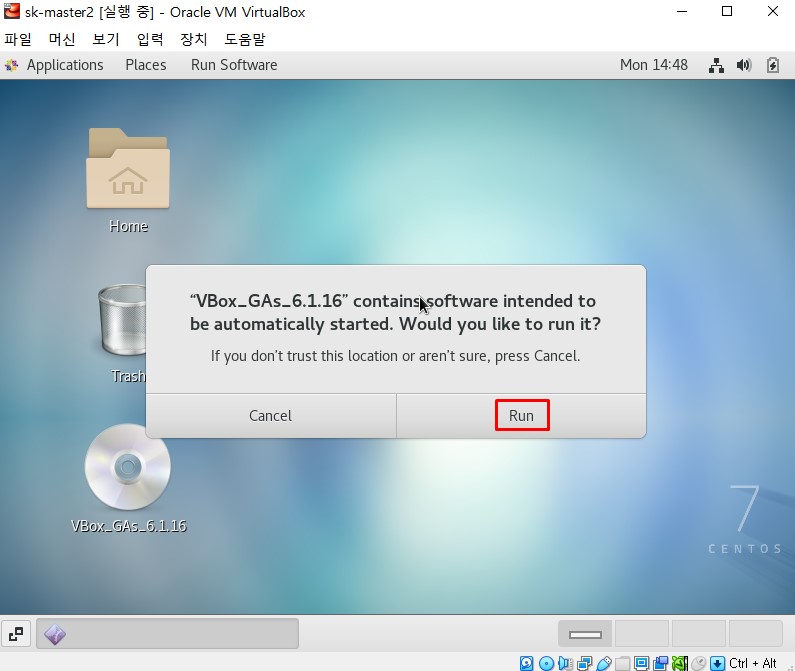 sk-master2 [실행 중] - Oracle VM VirtualBox
파일 머신 보기 입력 장치 도움말
Applications Places Run Software Mon 14:48
Home
“VBox_GAs_6.1.16” contains software intended to
be automatically started. Would you like to run it?
If you don’t trust this location or aren’t sure, press Cancel.
Trash
Cancel Run
VBox_GAs_6.1.16
7
CENTOS
Ctrl + Alt